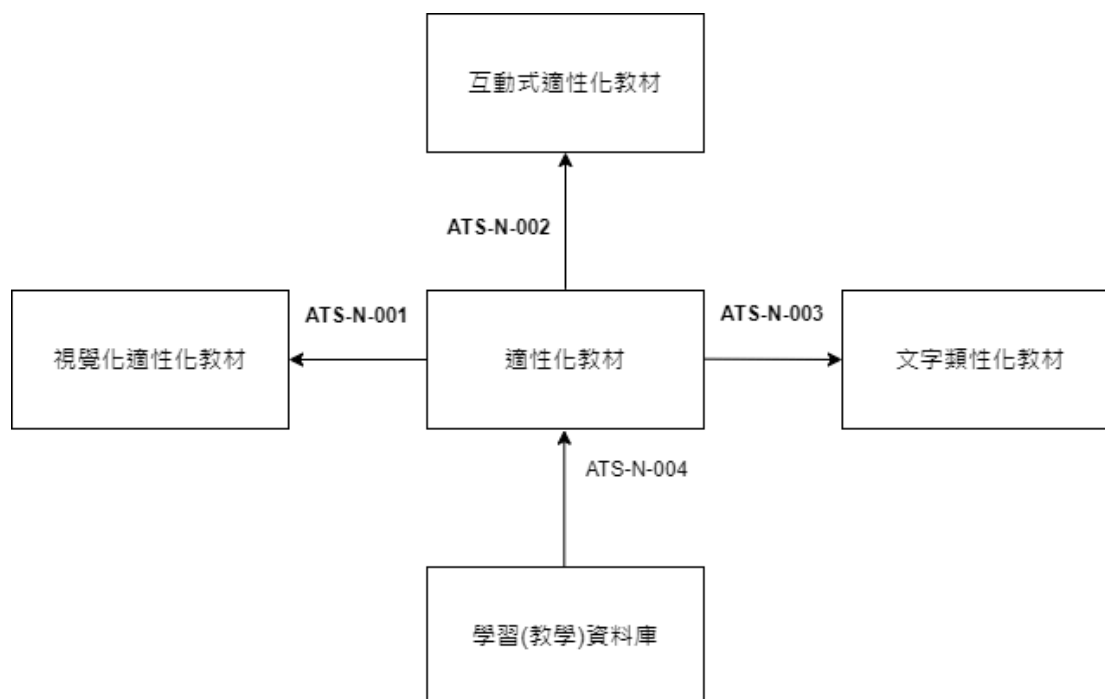 互動式適性化教材
ATS-N-002
ATS-N-001
ATS-N-003
視覺化適性化教材
適性化教材
文字類性化教材
ATS-N-004
學習(教學)資料庫